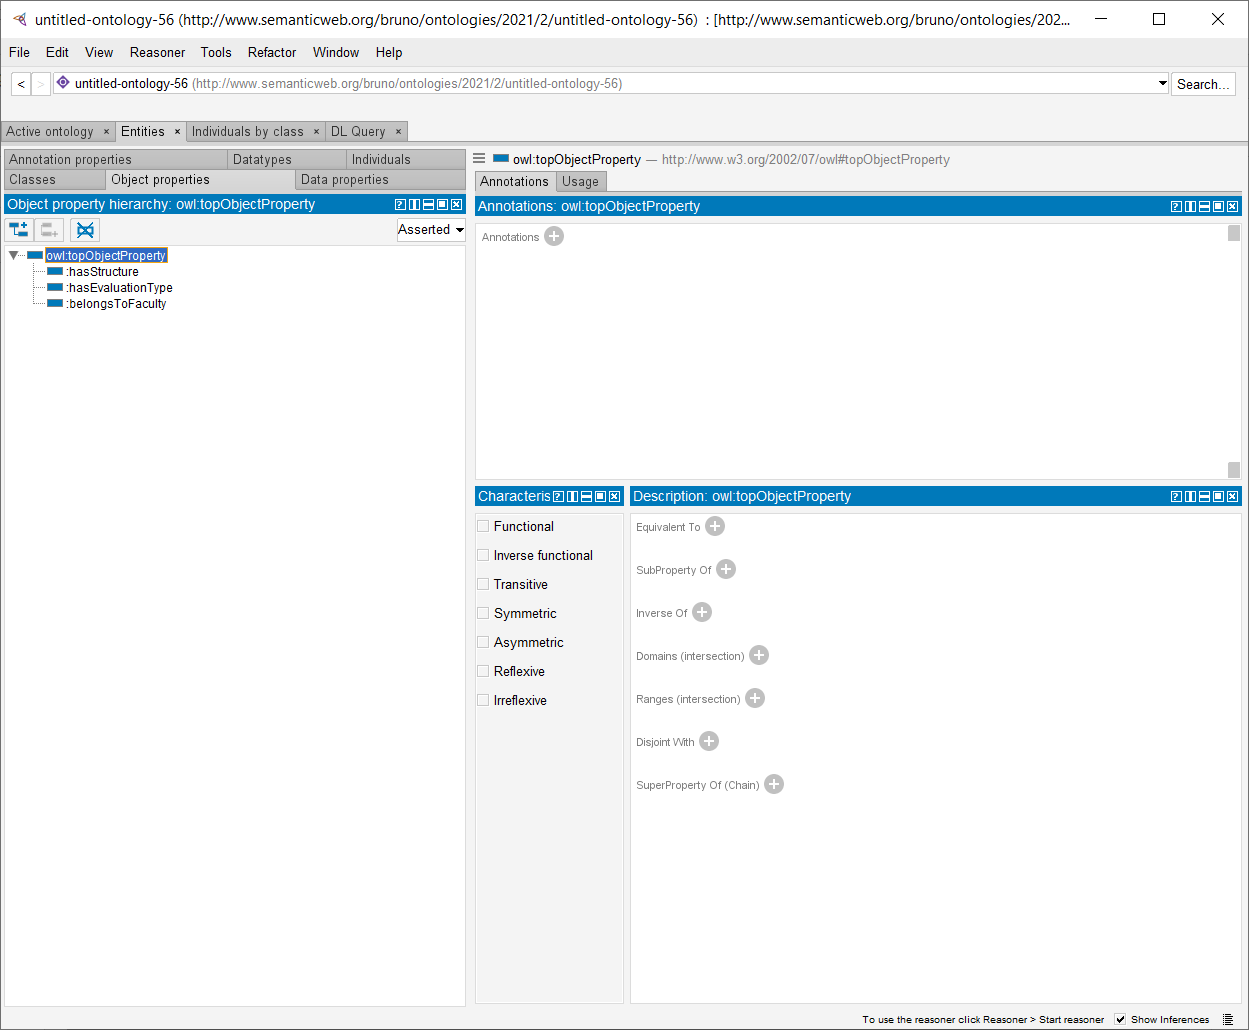 untitled-ontology-56 (http://www.semanticweb.org/bruno/ontologies/2021/2/untitled-ontology-56) : [http://www.semanticweb.org/bruno/ontologies/202...
File Edit View Reasoner Tools Refactor Window Help
< > untitled-ontology-56 (http://www.semanticweb.org/bruno/ontologies/2021/2/untitled-ontology-56) Search...
Active ontology × Entities × Individuals by class × DL Query ×
Annotation properties Datatypes Individuals
Classes Object properties Data properties
Object property hierarchy: owl:topObjectProperty
Asserted
owl:topObjectProperty
:hasStructure
:hasEvaluationType
:belongsToFaculty
owl:topObjectProperty — http://www.w3.org/2002/07/owl#topObjectProperty
Annotations Usage
Annotations: owl:topObjectProperty
Annotations
Characteris
Functional
Inverse functional
Transitive
Symmetric
Asymmetric
Reflexive
Irreflexive
Description: owl:topObjectProperty
Equivalent To
SubProperty Of
Inverse Of
Domains (intersection)
Ranges (intersection)
Disjoint With
SuperProperty Of (Chain)
To use the reasoner click Reasoner > Start reasoner Show Inferences